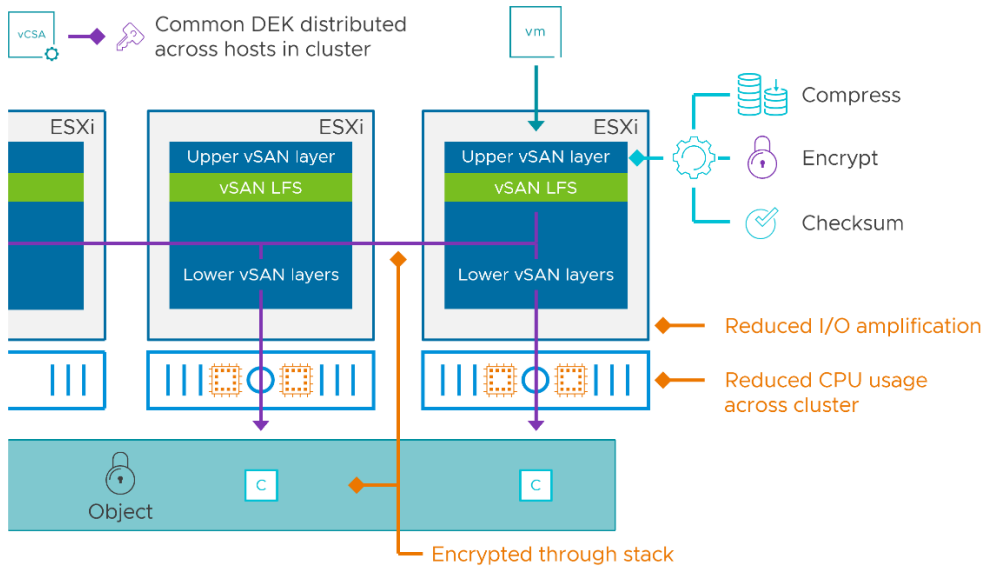 vCSA
Common DEK distributed
across hosts in cluster
vm
ESXi
ESXi
ESXi
Upper vSAN layer
Upper vSAN layer
vSAN LFS
vSAN LFS
Lower vSAN layers
Lower vSAN layers
Compress
Encrypt
Checksum
Reduced I/O amplification
Reduced CPU usage
across cluster
C
C
Object
Encrypted through stack